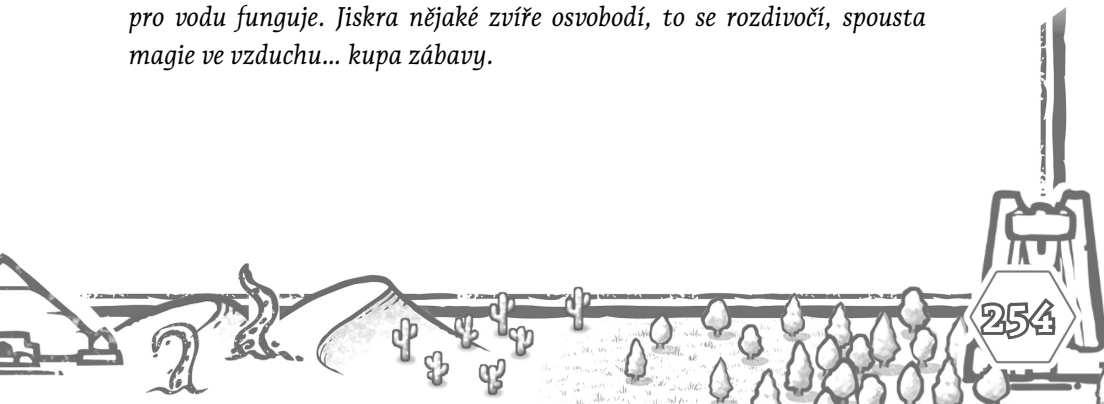 pro vodu funguje. Jiskra nějaké zvíře osvobodí, to se rozdivočí, spousta
magie ve vzduchu... kupa zábavy.
254